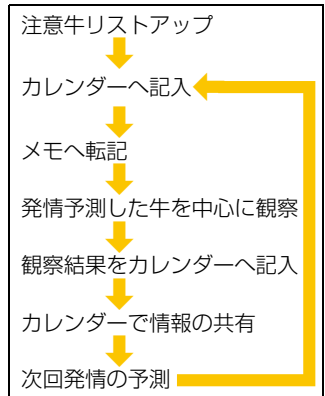 注意牛リストアップ
カレンダーへ記入
メモへ転記
発情予測した牛を中心に観察
観察結果をカレンダーへ記入
カレンダーで情報の共有
次回発情の予測